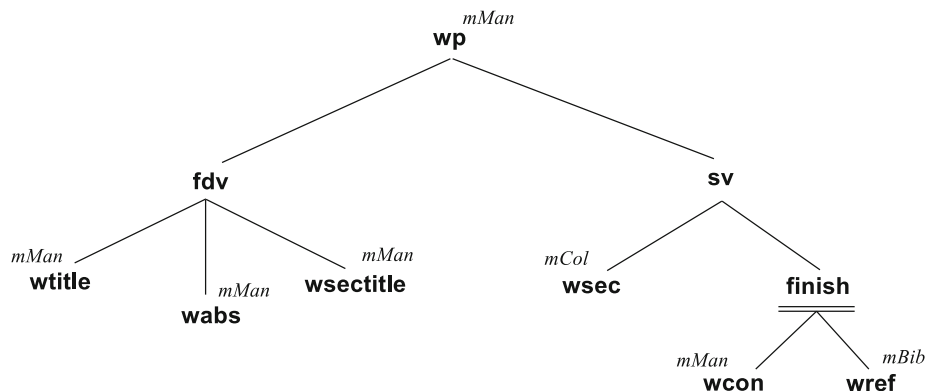 mMan
wp
fdv
sv
mMan
wtitle
mMan
wabs
mMan
wsectitle
mCol
wsec
finish
mMan
wcon
mBib
wref